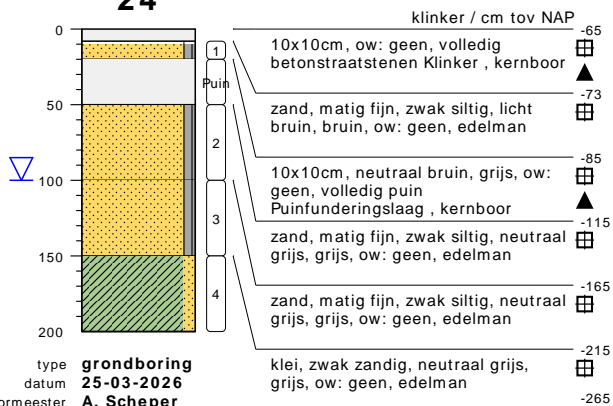 24
klinker / cm tov NAP
0
-65
10x10cm, ow: geen, volledig
betonstraatstenen Klinker , kernboor
1
Puin
-73
50
zand, matig fijn, zwak siltig, licht
bruin, bruin, ow: geen, edelman
2
-85
10x10cm, neutraal bruin, grijs, ow:
geen, volledig puin
Puinfunderingslaag , kernboor
100
-115
3
zand, matig fijn, zwak siltig, neutraal
grijs, grijs, ow: geen, edelman
150
-165
4
zand, matig fijn, zwak siltig, neutraal
grijs, grijs, ow: geen, edelman
200
-215
klei, zwak zandig, neutraal grijs,
grijs, ow: geen, edelman
-265
type grondboring
datum 25-03-2026
ormeester A. Scheper